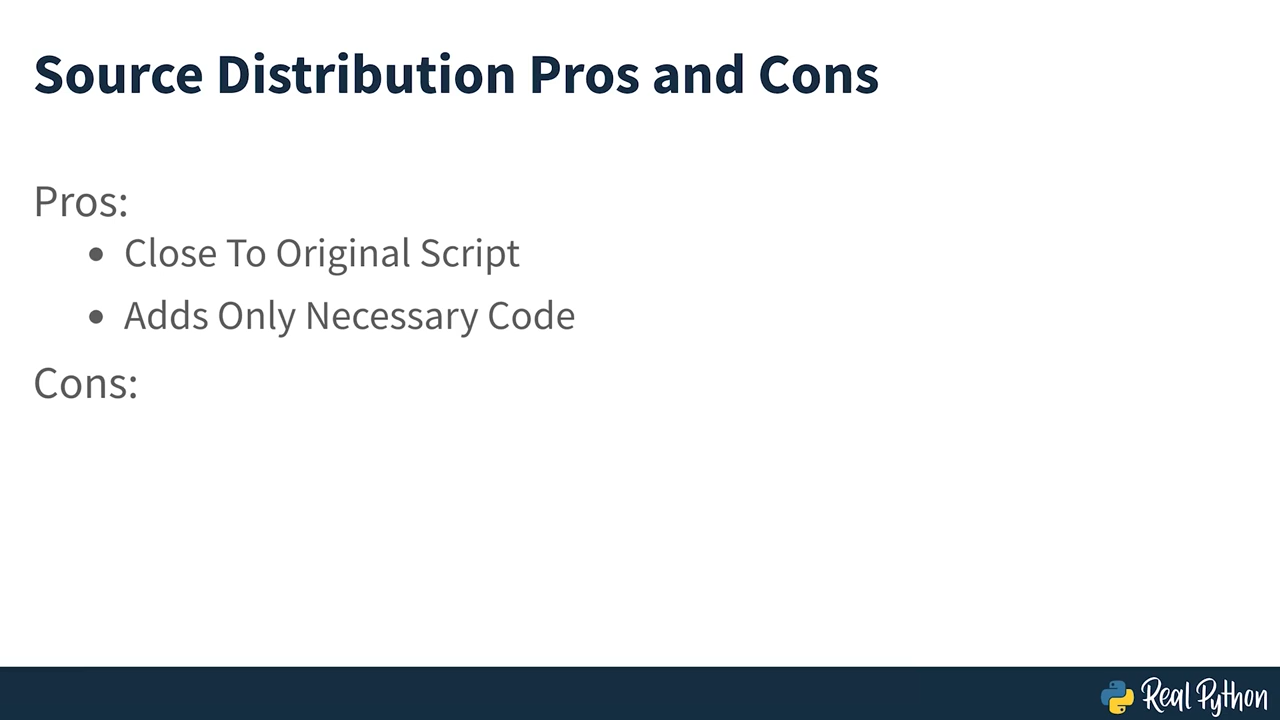 Source Distribution Pros and Cons
Pros:
• Close To Original Script
• Adds Only Necessary Code
Cons:
Real Python